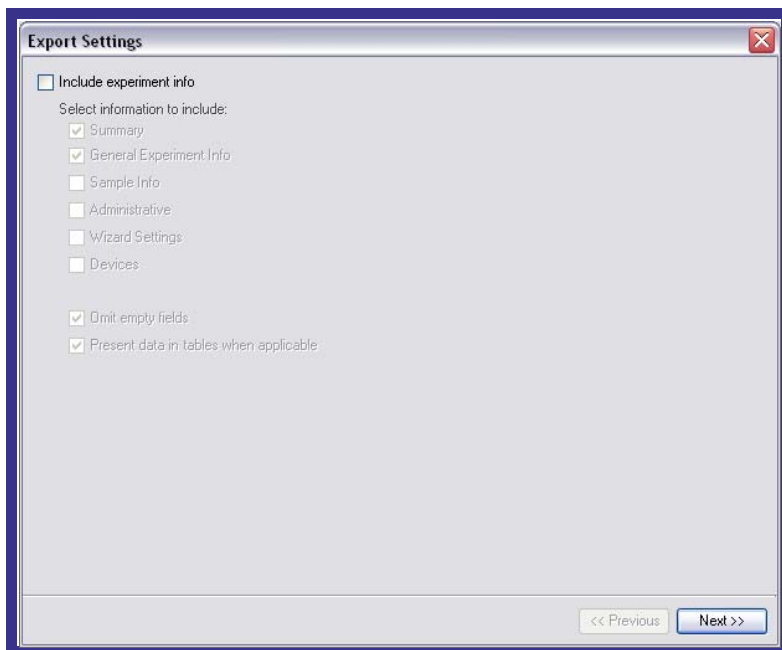 Export Settings
Include experiment info
Select information to include:
Summary
General Experiment Info
Sample Info
Administrative
Wizard Settings
Devices
Omit empty fields
Present data in tables when applicable
<< Previous
Next >>